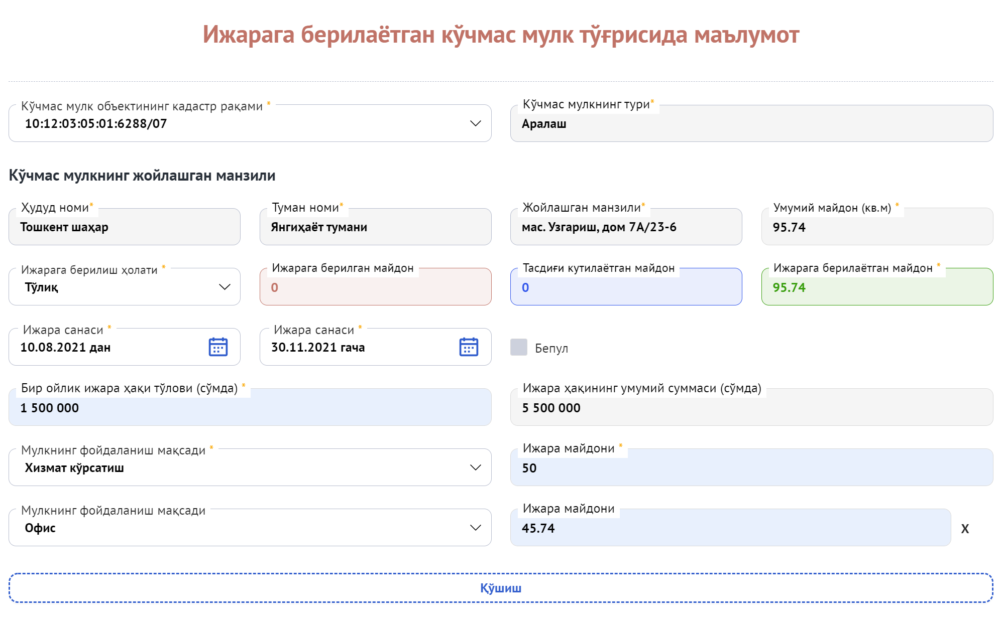 Ижарага берилаётган кўчмас мулк тўғрисида маълумот
Кўчмас мулк объектининг кадастр рақами *
10:12:03:05:01:6288/07
Кўчмас мулкнинг тури*
Аралаш
Кўчмас мулкнинг жойлашган манзили
Ҳудуд номи*
Тошкент шаҳар
Туман номи*
Янгиҳаёт тумани
Жойлашган манзили*
мас. Узгариш, дом 7А/23-6
Умумий майдон (кв.м) *
95.74
Ижарага берилиш ҳолати *
Тўлиқ
Ижарага берилган майдон
0
Тасдиғи кутилаётган майдон
0
Ижарага берилаётган майдон *
95.74
Ижара санаси *
10.08.2021 дан
Ижара санаси *
30.11.2021 гача
Бепул
Бир ойлик ижара ҳақи тўлови (сўмда) *
1 500 000
Ижара ҳақининг умумий суммаси (сўмда)
5 500 000
Мулкнинг фойдаланиш мақсади *
Хизмат кўрсатиш
Ижара майдони *
50
Мулкнинг фойдаланиш мақсади
Офис
Ижара майдони
45.74
X
Қўшиш